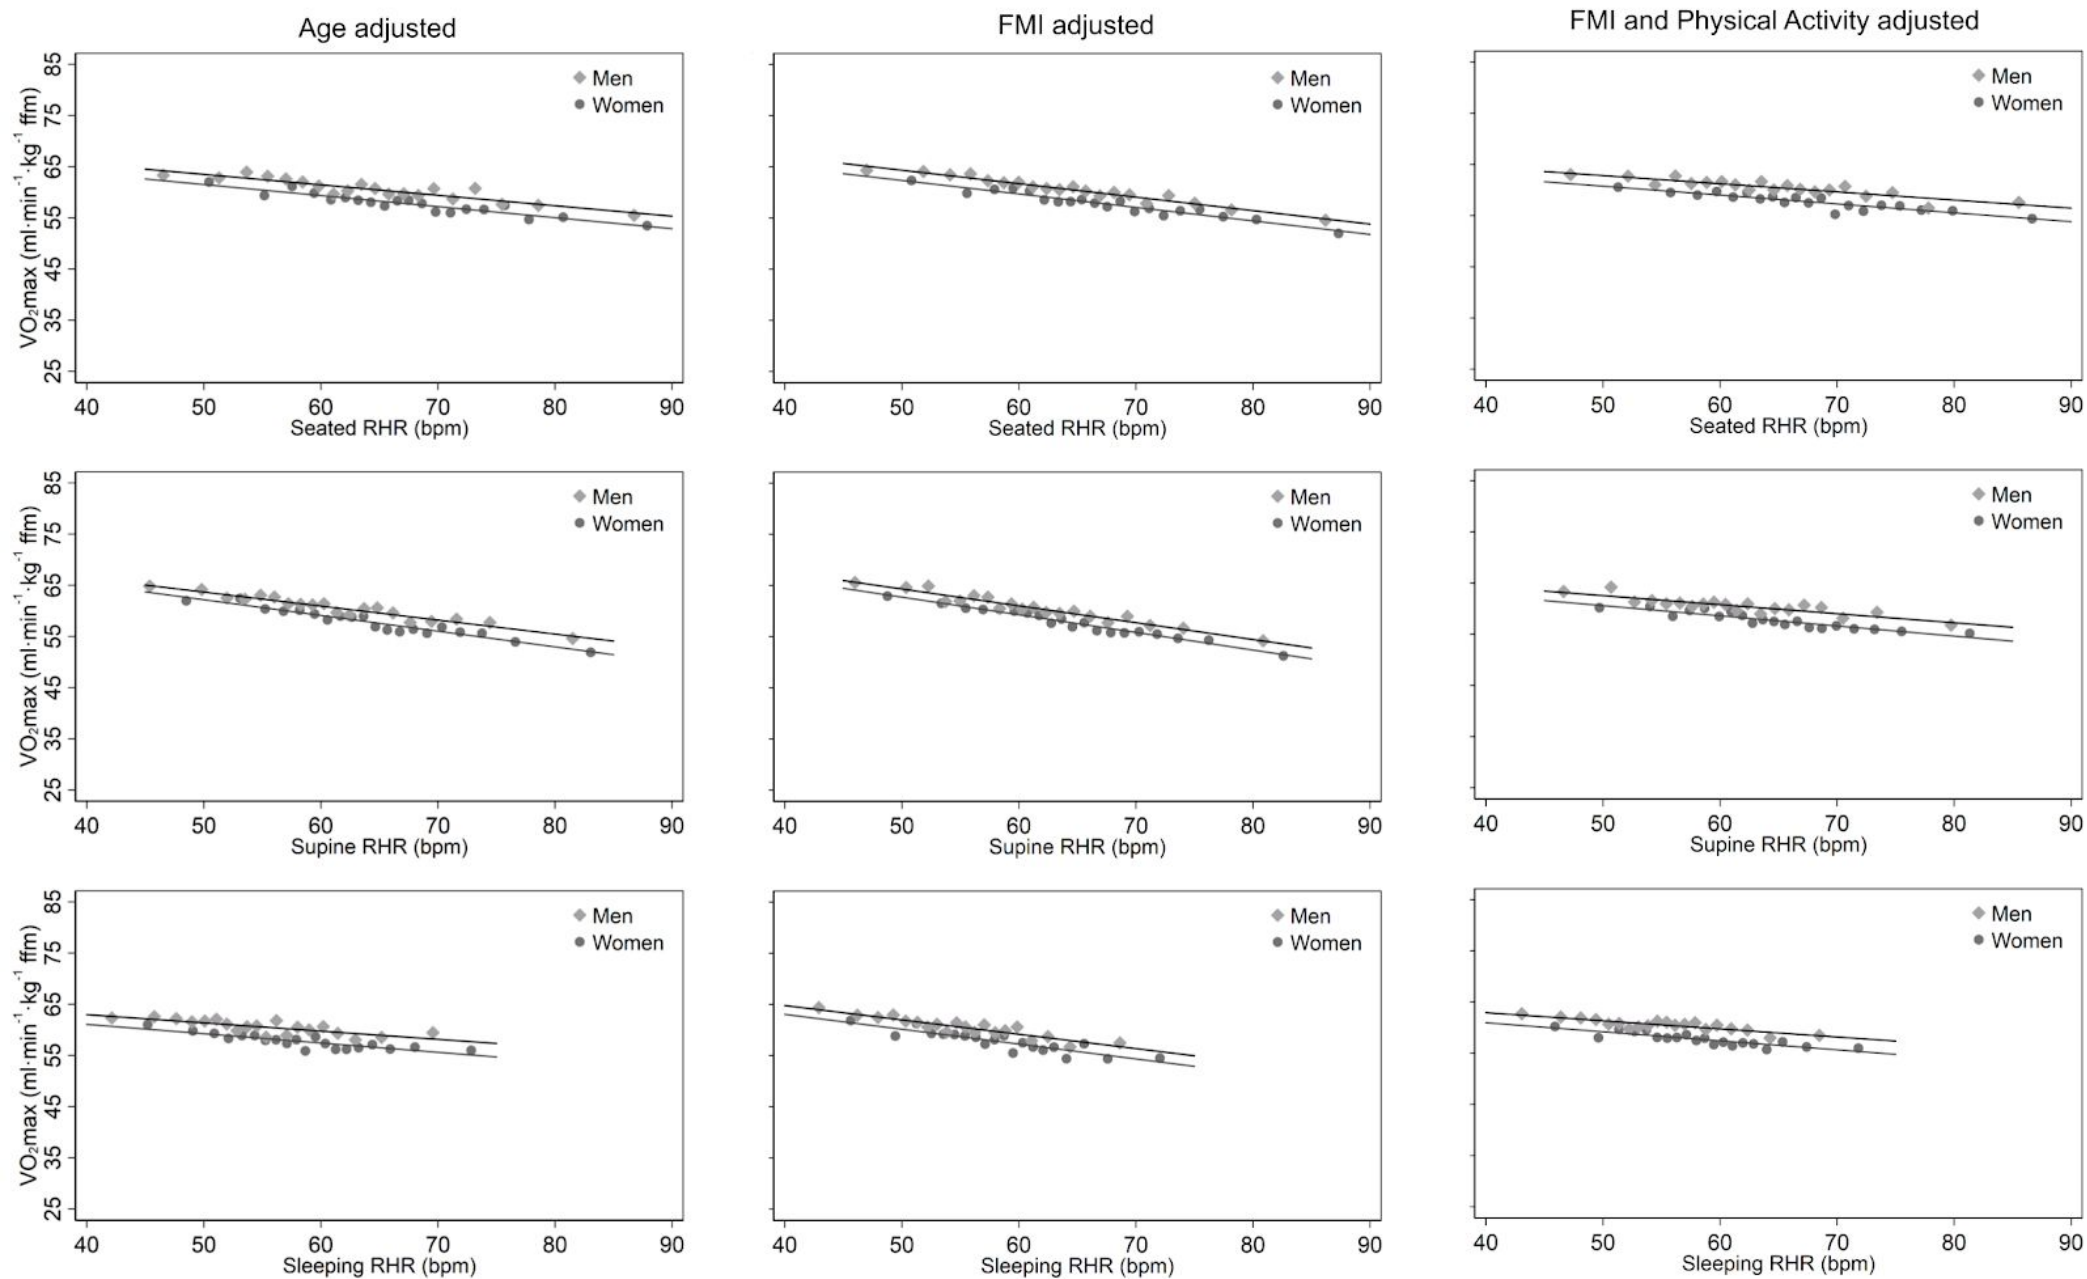 Age adjusted
FMI adjusted
FMI and Physical Activity adjusted
VO₂max (ml·min⁻¹·kg⁻¹ ffm)
85
75
65
55
45
35
25
Men
Women
40 50 60 70 80 90
Seated RHR (bpm)
Men
Women
40 50 60 70 80 90
Seated RHR (bpm)
Men
Women
40 50 60 70 80 90
Seated RHR (bpm)
VO₂max (ml·min⁻¹·kg⁻¹ ffm)
85
75
65
55
45
35
25
Men
Women
40 50 60 70 80 90
Supine RHR (bpm)
Men
Women
40 50 60 70 80 90
Supine RHR (bpm)
Men
Women
40 50 60 70 80 90
Supine RHR (bpm)
VO₂max (ml·min⁻¹·kg⁻¹ ffm)
85
75
65
55
45
35
25
Men
Women
40 50 60 70 80 90
Sleeping RHR (bpm)
Men
Women
40 50 60 70 80 90
Sleeping RHR (bpm)
Men
Women
40 50 60 70 80 90
Sleeping RHR (bpm)